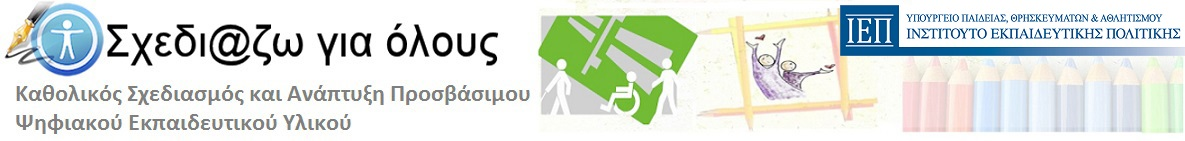 Σχεδι@ζω για όλους
Καθολικός Σχεδιασμός και Ανάπτυξη Προσβάσιμου
Ψηφιακού Εκπαιδευτικού Υλικού
ΙΕΠ
ΥΠΟΥΡΓΕΙΟ ΠΑΙΔΕΙΑΣ, ΘΡΗΣΚΕΥΜΑΤΩΝ & ΑΘΛΗΤΙΣΜΟΥ
ΙΝΣΤΙΤΟΥΤΟ ΕΚΠΑΙΔΕΥΤΙΚΗΣ ΠΟΛΙΤΙΚΗΣ